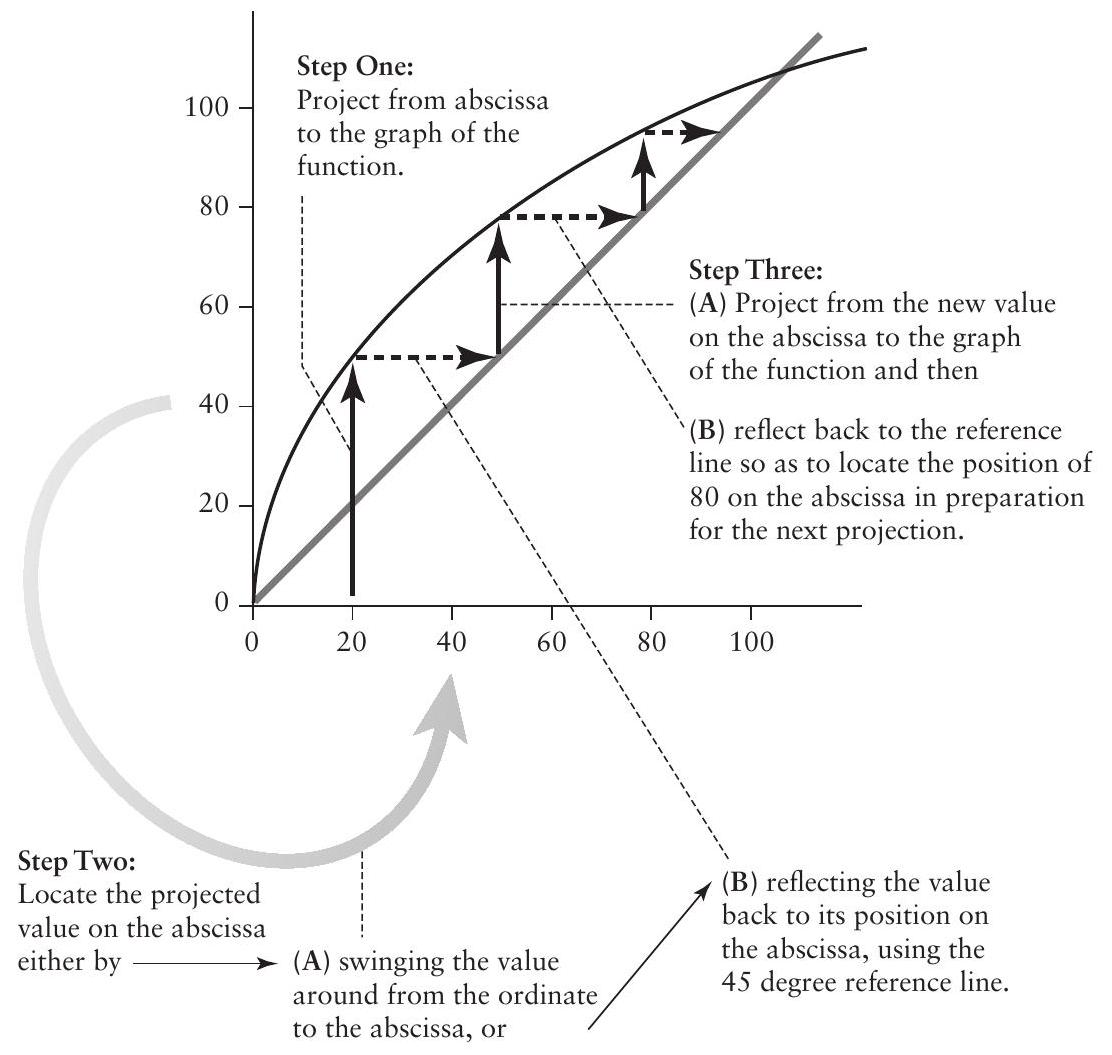 Step One:
Project from abscissa
to the graph of the
function.
100
80
60
40
20
0
0 20 40 60 80 100
Step Three:
(A) Project from the new value
on the abscissa to the graph
of the function and then
(B) reflect back to the reference
line so as to locate the position of
80 on the abscissa in preparation
for the next projection.
Step Two:
Locate the projected
value on the abscissa
either by
(A) swinging the value
around from the ordinate
to the abscissa, or
(B) reflecting the value
back to its position on
the abscissa, using the
45 degree reference line.